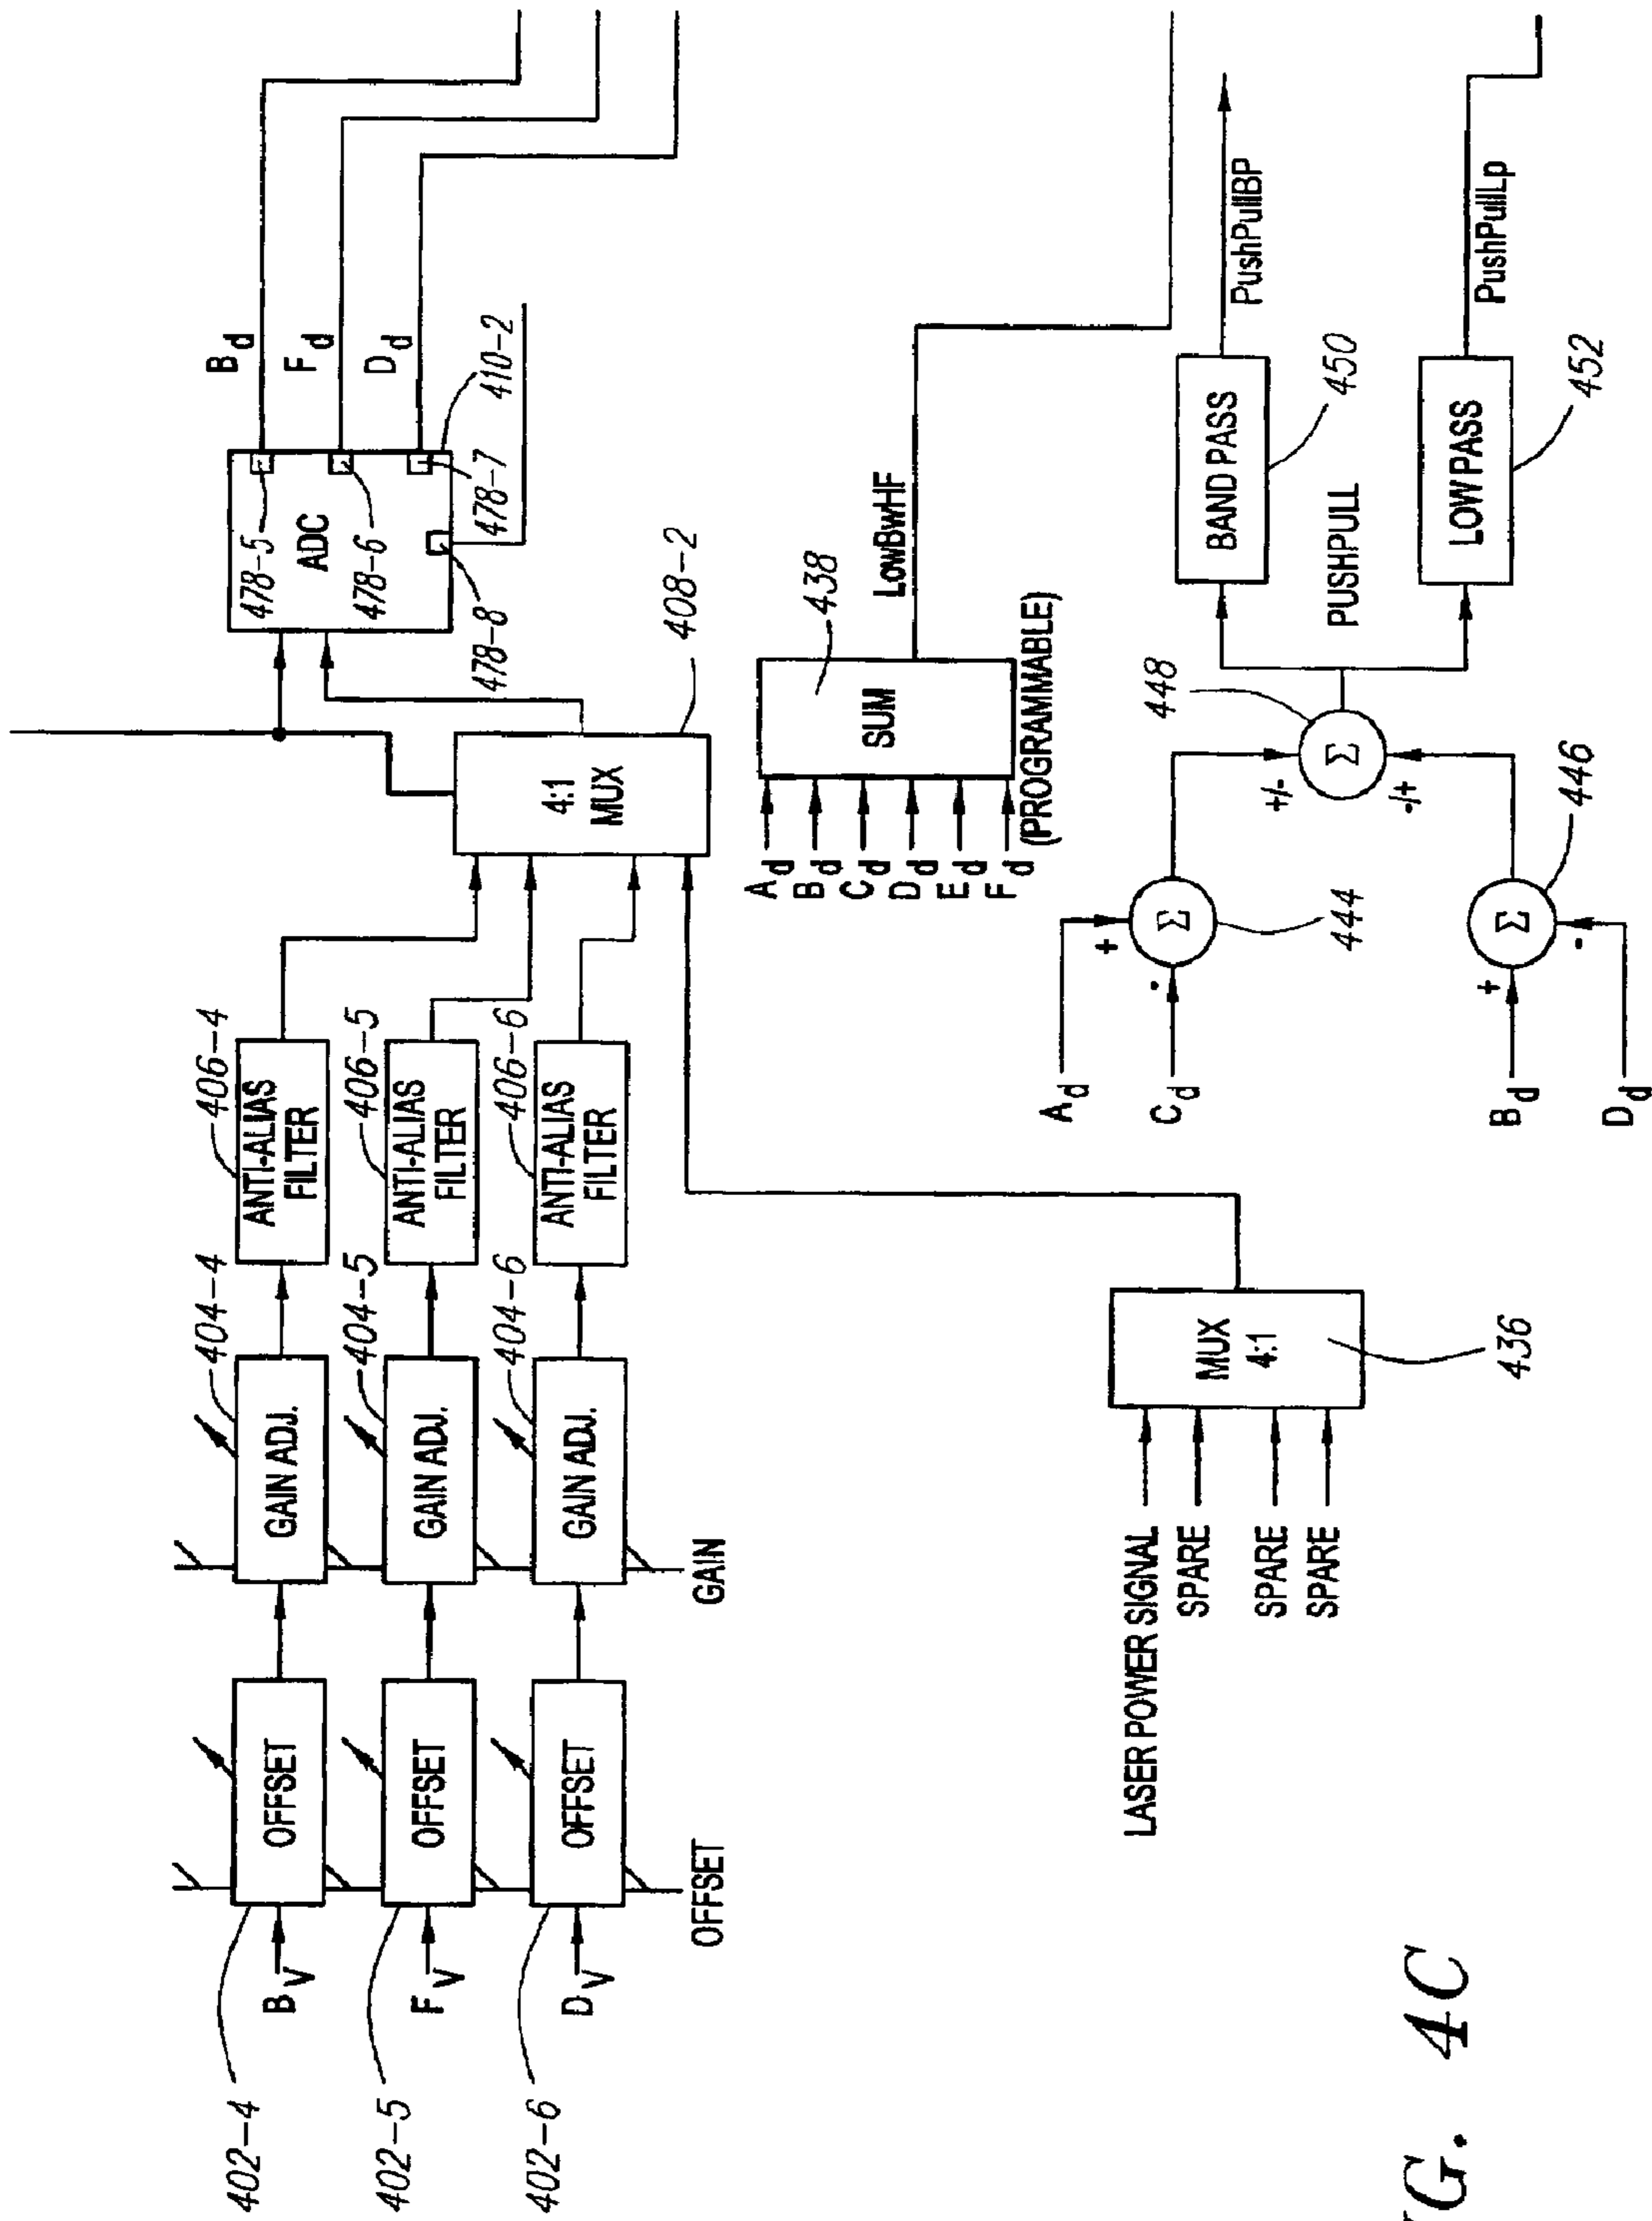 B_d
F_d
D_d
478-5
ADC
478-6
478-7
478-8
410-2
402-4
B_V
OFFSET
404-4
GAIN ADJ.
406-4
ANTI-ALIAS
FILTER
402-5
F_V
OFFSET
404-5
GAIN ADJ.
406-5
ANTI-ALIAS
FILTER
402-6
D_V
OFFSET
404-6
GAIN ADJ.
406-6
ANTI-ALIAS
FILTER
OFFSET
GAIN
4:1
MUX
408-2
A_d
B_d
C_d
D_d
E_d
F_d
(PROGRAMMABLE)
SUM
438
LowBwHF
LASER POWER SIGNAL
SPARE
SPARE
SPARE
MUX
4:1
436
A_d
+
C_d
-
Σ
444
B_d
+
D_d
-
Σ
446
+/-
-/+
Σ
448
PUSHPULL
BAND PASS
450
PushPullBP
LOW PASS
452
PushPullLp
G. 4C